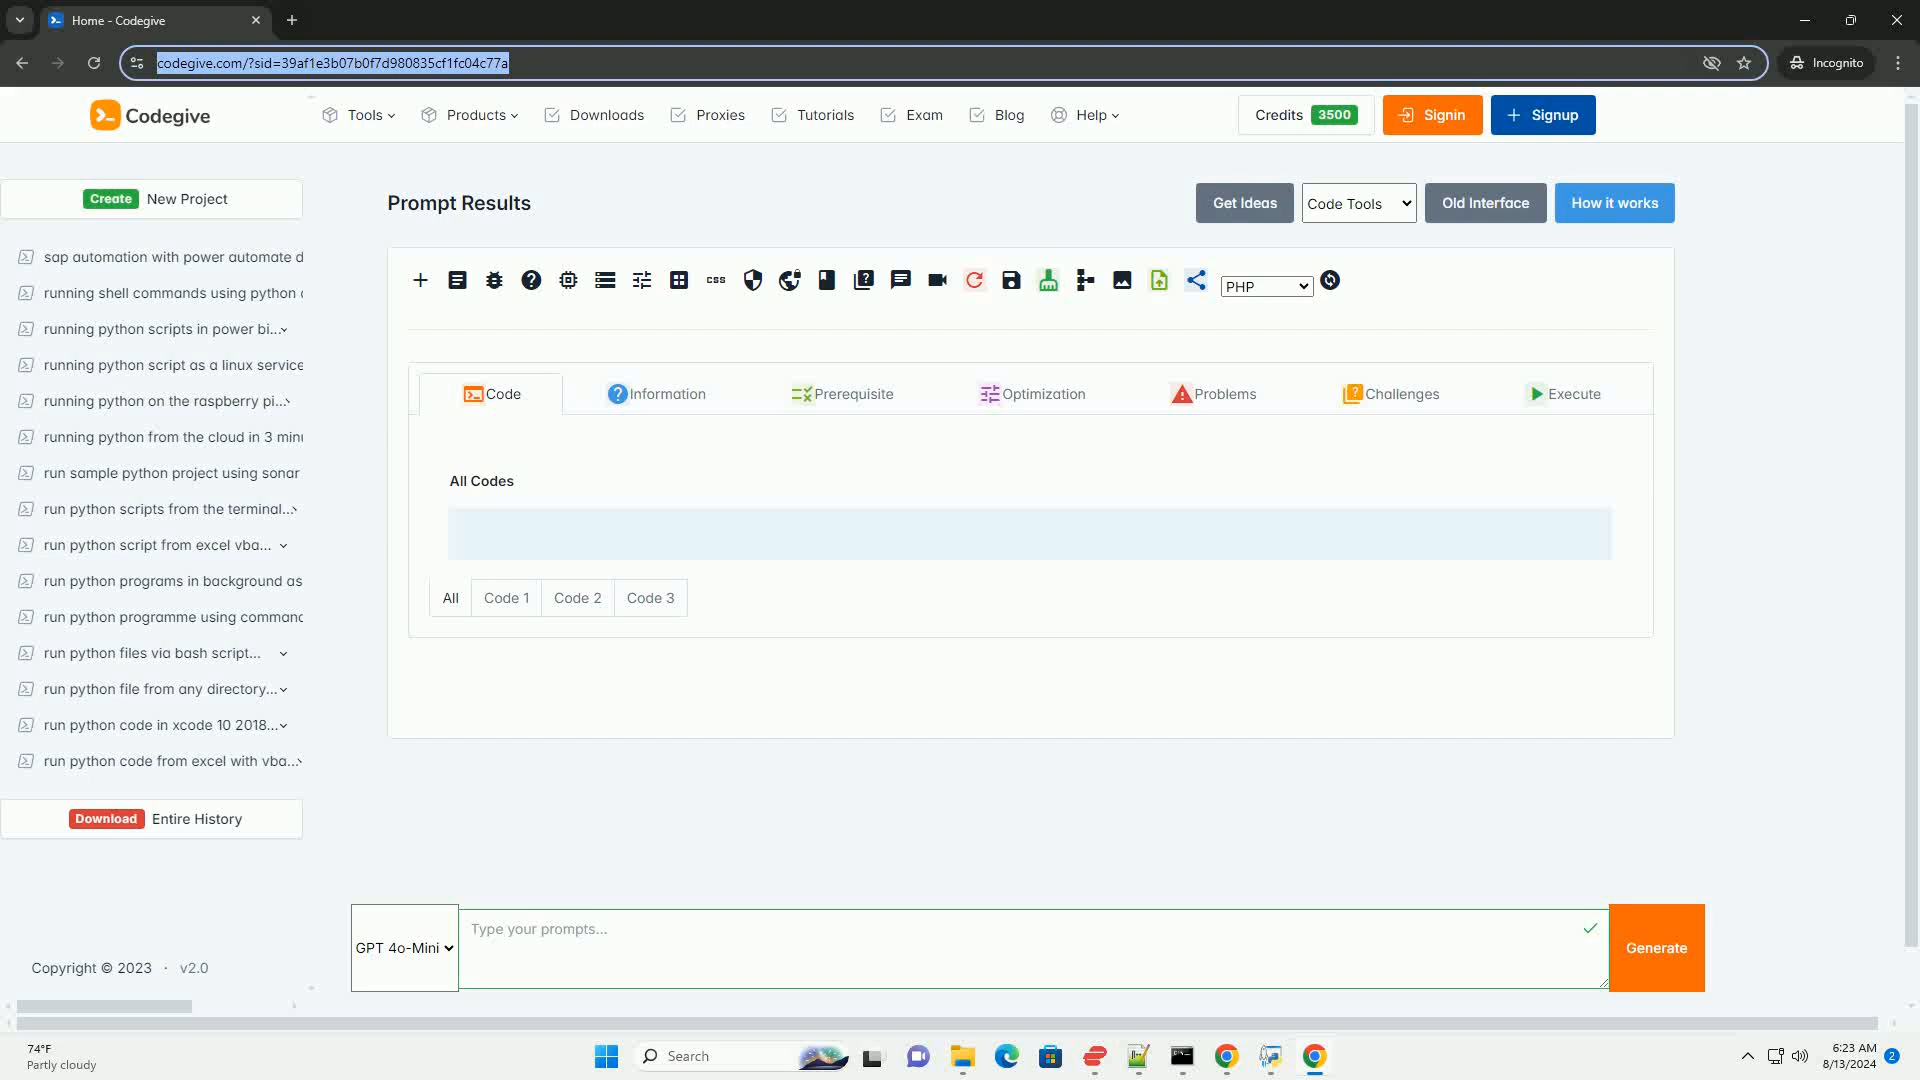 Home - Codegive
codegive.com/?sid=39af1e3b07b0f7d980835cf1fc04c77a
Incognito
Codegive
Tools
Products
Downloads
Proxies
Tutorials
Exam
Blog
Help
Credits 3500
Signin
Signup
Create New Project
sap automation with power automate d
running shell commands using python
running python scripts in power bi...
running python script as a linux service
running python on the raspberry pi...
running python from the cloud in 3 min
run sample python project using sonar
run python scripts from the terminal...
run python script from excel vba...
run python programs in background as
run python programme using command
run python files via bash script...
run python file from any directory...
run python code in xcode 10 2018...
run python code from excel with vba...
Download Entire History
Copyright © 2023 · v2.0
Prompt Results
Get Ideas
Code Tools
Old Interface
How it works
css
PHP
Code
Information
Prerequisite
Optimization
Problems
Challenges
Execute
All Codes
All
Code 1
Code 2
Code 3
GPT 4o-Mini
Type your prompts...
Generate
74°F
Partly cloudy
Search
6:23 AM
8/13/2024
2